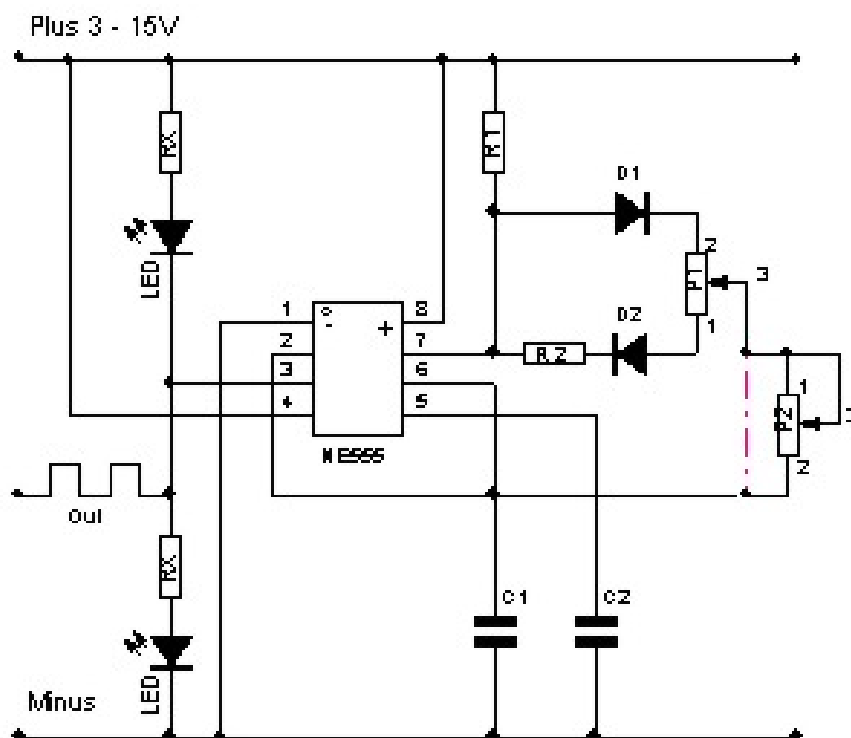 Plus 3 - 15V
RX
R1
D1
2
P1
3
1
LED
1
8
2
7
D2
R2
3
6
4
5
1
P2
2
NE555
Out
RX
C1
C2
LED
Minus